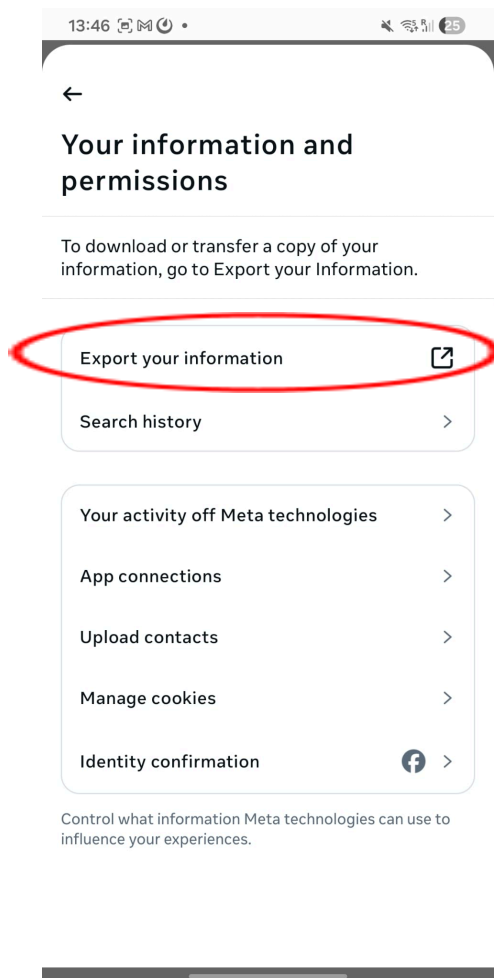 13:46
25
Your information and
permissions
To download or transfer a copy of your
information, go to Export your Information.
Export your information
Search history
Your activity off Meta technologies
App connections
Upload contacts
Manage cookies
Identity confirmation
Control what information Meta technologies can use to
influence your experiences.